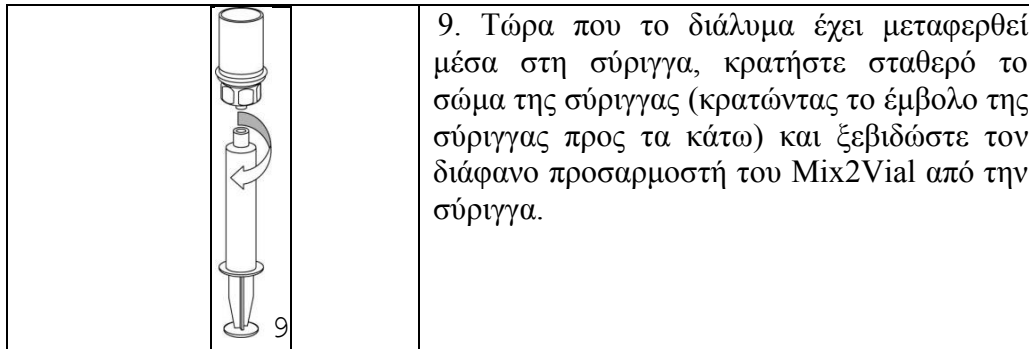 9. Τώρα που το διάλυμα έχει μεταφερθεί
μέσα στη σύριγγα, κρατήστε σταθερό το
σώμα της σύριγγας (κρατώντας το έμβολο της
σύριγγας προς τα κάτω) και ξεβιδώστε τον
διάφανο προσαρμοστή του Mix2Vial από την
σύριγγα.
9